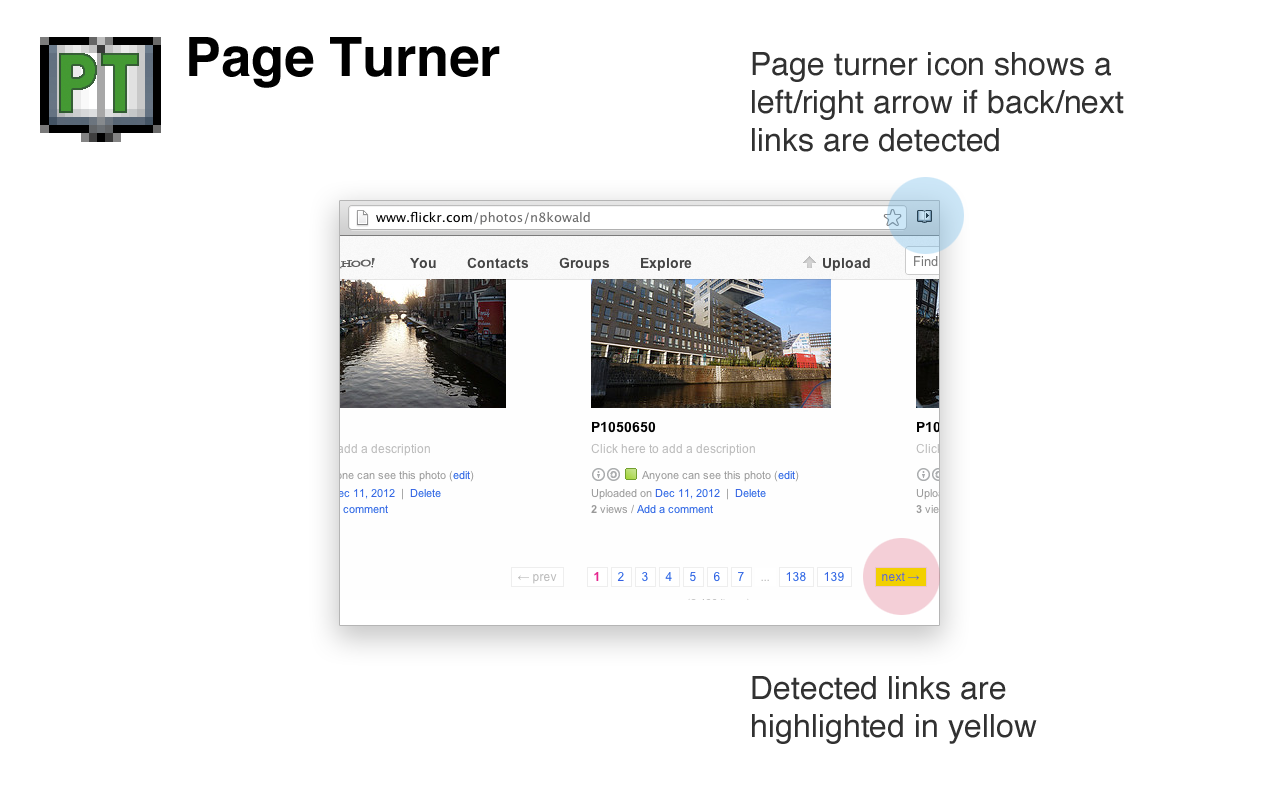 PT
Page Turner
Page turner icon shows a
left/right arrow if back/next
links are detected
www.flickr.com/photos/n8kowald
AHOO!
You Contacts Groups Explore Upload Find
P1050650 P10
add a description Click here to add a description Clic
one can see this photo (edit) Anyone can see this photo (edit)
ec 11, 2012 | Delete Uploaded on Dec 11, 2012 | Delete Uplo
comment 2 views / Add a comment 3 vie
← prev 1 2 3 4 5 6 7 ... 138 139 next →
Detected links are
highlighted in yellow